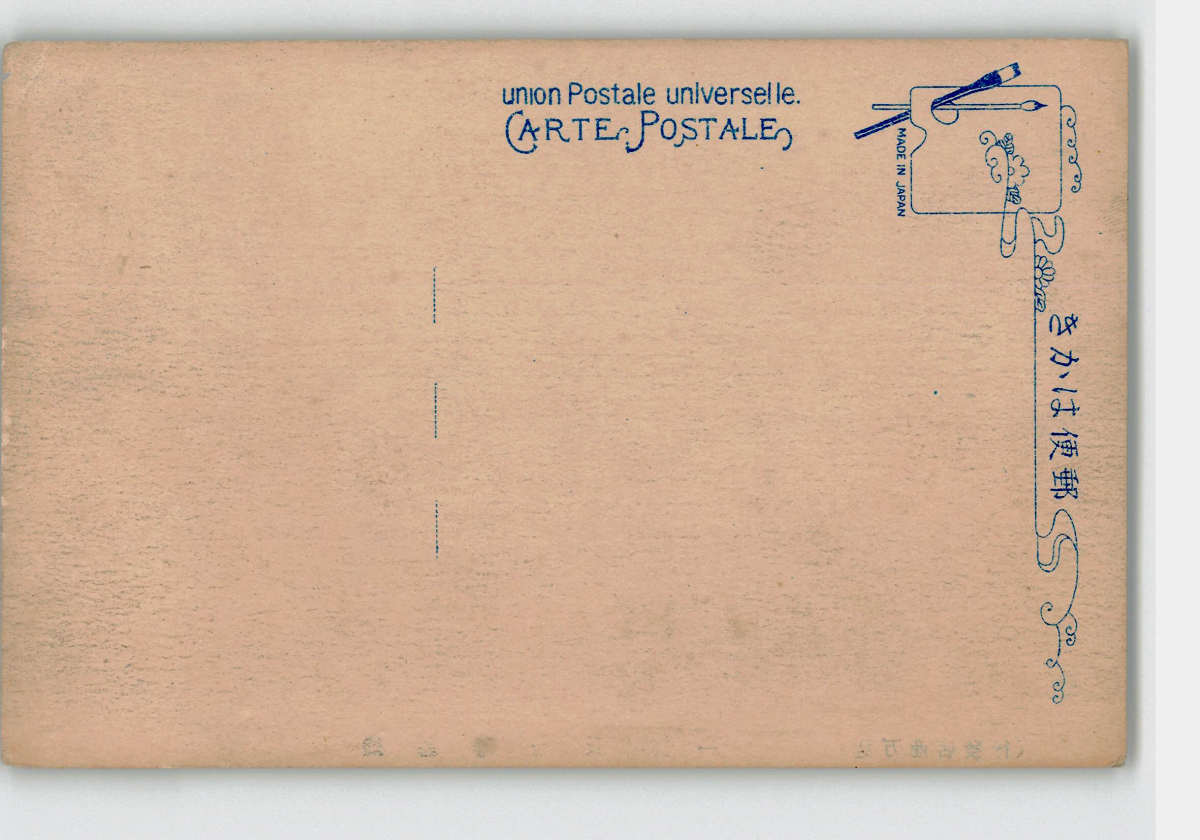 union Postale universelle.
CARTE POSTALE
MADE IN JAPAN
きかは便郵